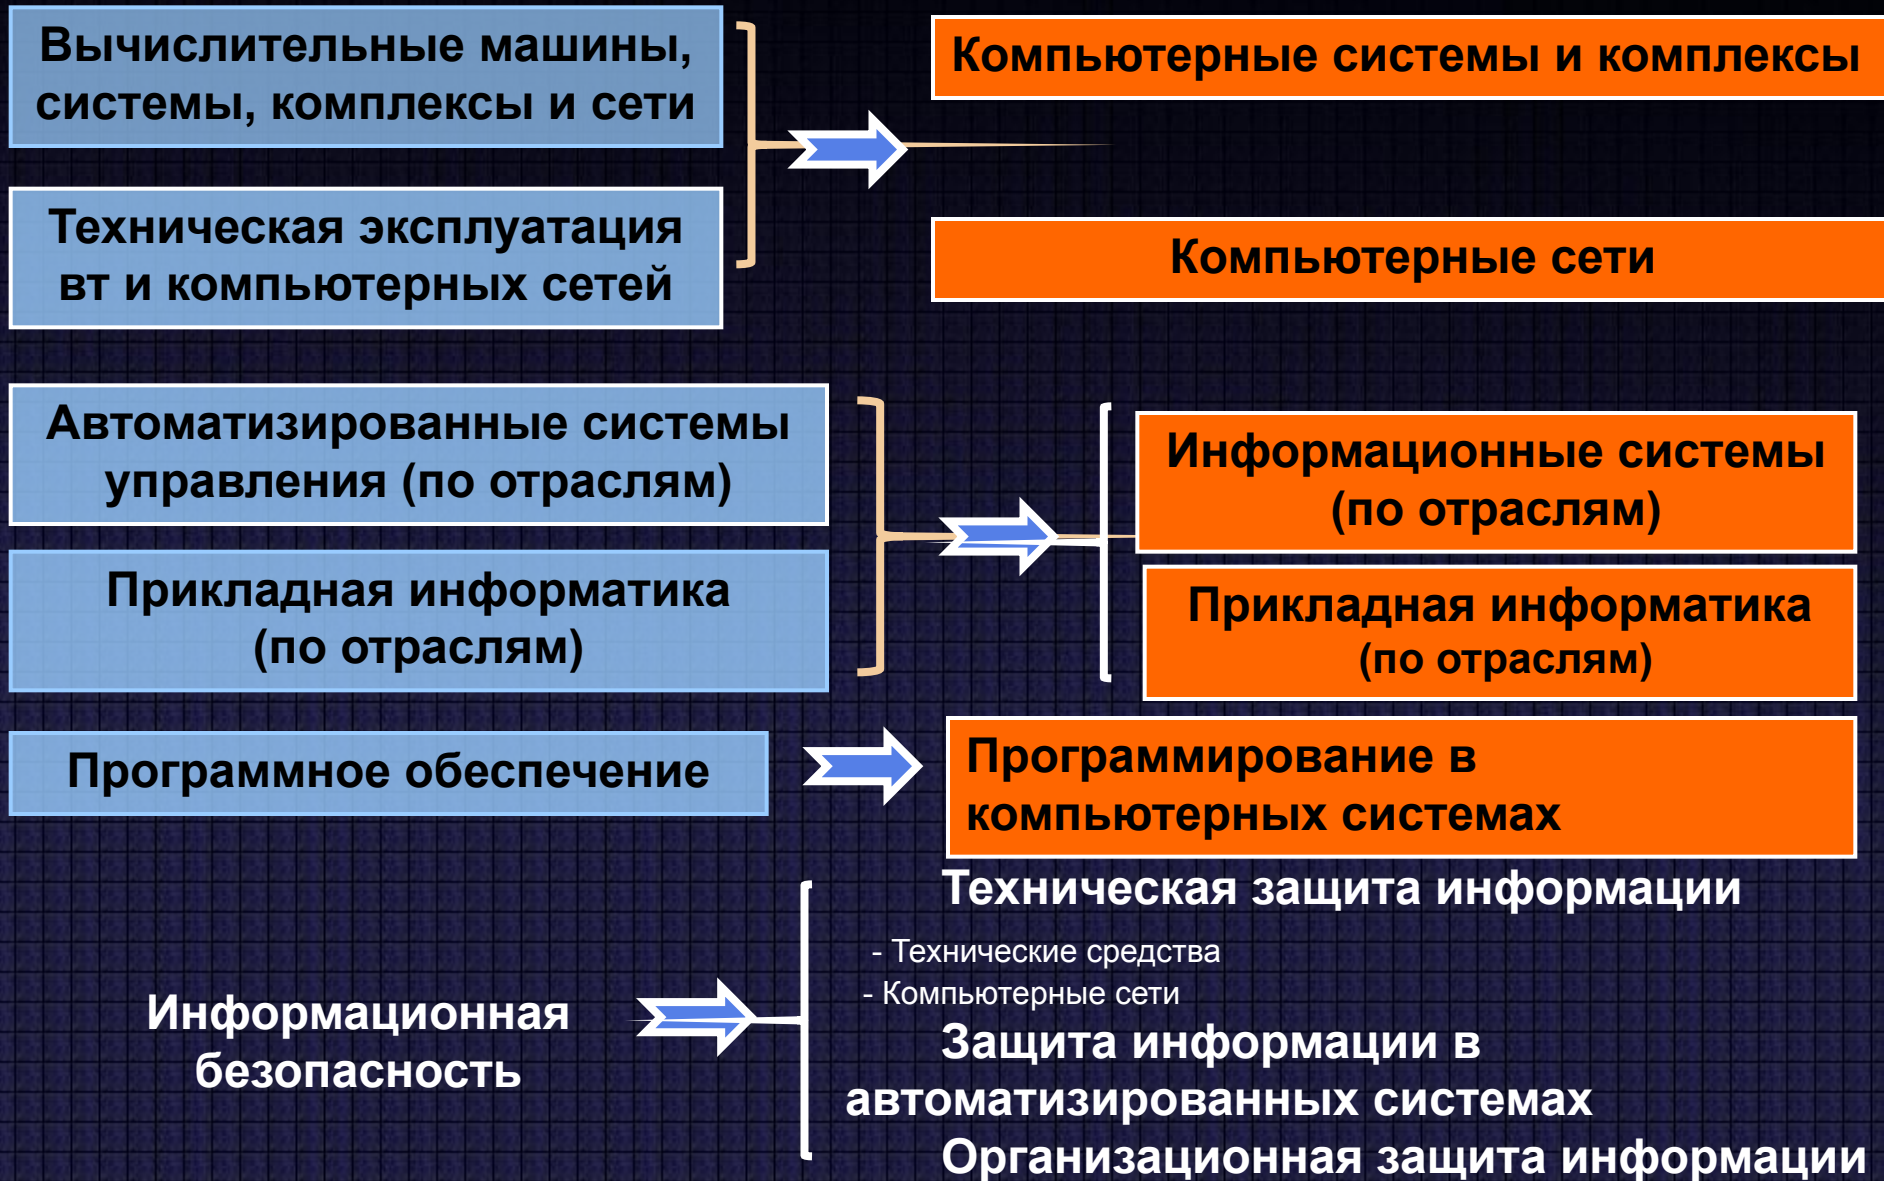 Вычислительные машины,
системы, комплексы и сети
Компьютерные системы и комплексы
Техническая эксплуатация
вт и компьютерных сетей
Компьютерные сети
Автоматизированные системы
управления (по отраслям)
Информационные системы
(по отраслям)
Прикладная информатика
(по отраслям)
Прикладная информатика
(по отраслям)
Программное обеспечение
Программирование в
компьютерных системах
Информационная
безопасность
Техническая защита информации
- Технические средства
- Компьютерные сети
Защита информации в
автоматизированных системах
Организационная защита информации